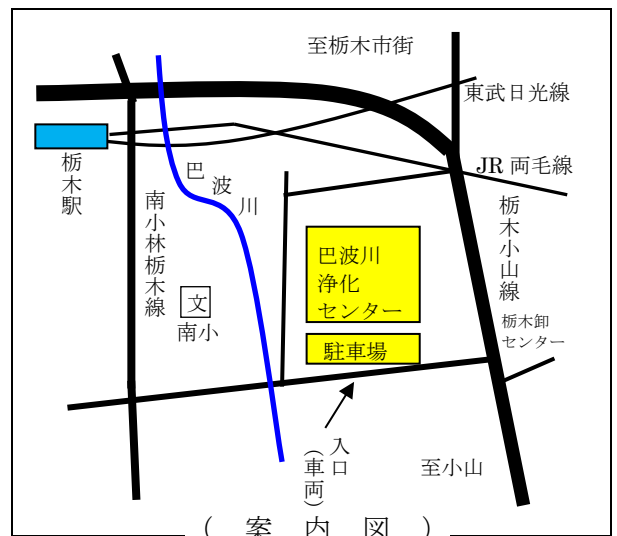 至栃木市街
東武日光線
JR両毛線
栃木駅
巴波川
南小林栃木線
栃木小山線
巴波川
浄化
センター
文
南小
栃木卸
センター
駐車場
入口
（車両）
至小山
（案内図）